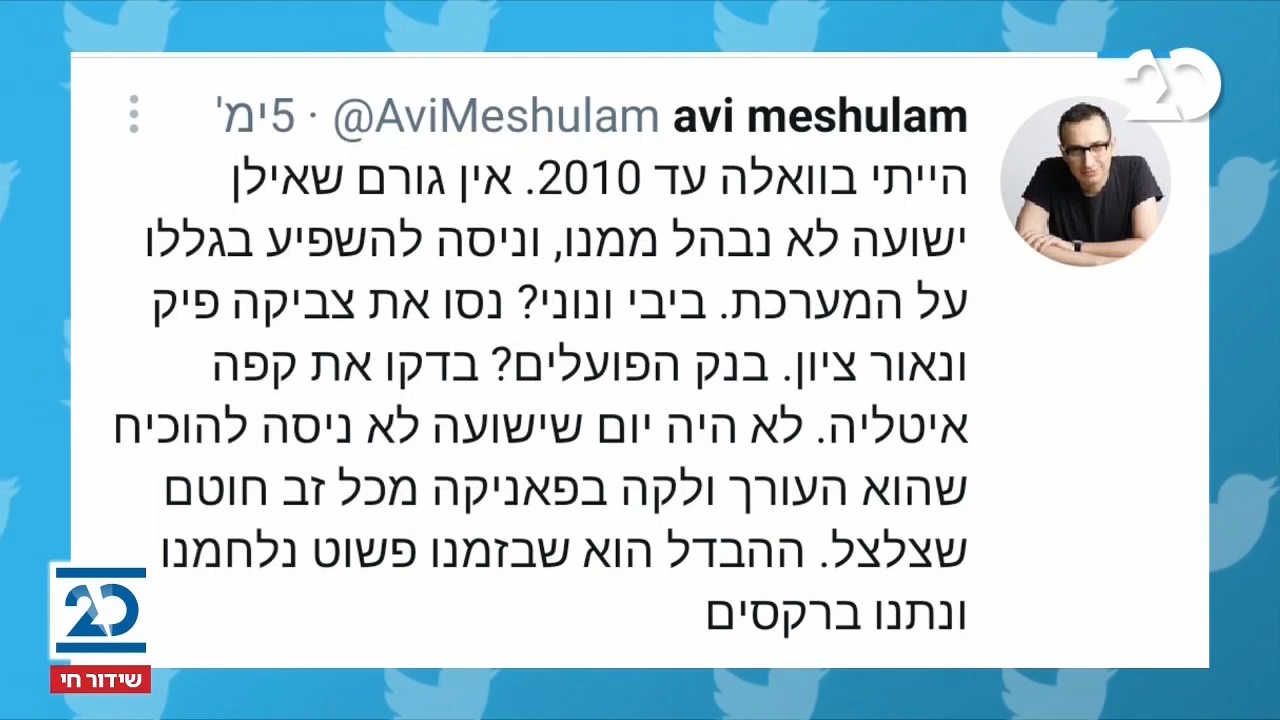 20
avi meshulam @AviMeshulam · 5ימ'
הייתי בוואלה עד 2010. אין גורם שאילן
ישועה לא נבהל ממנו, וניסה להשפיע בגללו
על המערכת. ביבי ונוני? נסו את צביקה פיק
ונאור ציון. בנק הפועלים? בדקו את קפה
איטליה. לא היה יום שישועה לא ניסה להוכיח
שהוא העורך ולקה בפאניקה מכל זב חוטם
שצלצל. ההבדל הוא שבזמנו פשוט נלחמנו
ונתנו ברקסים
20
שידור חי